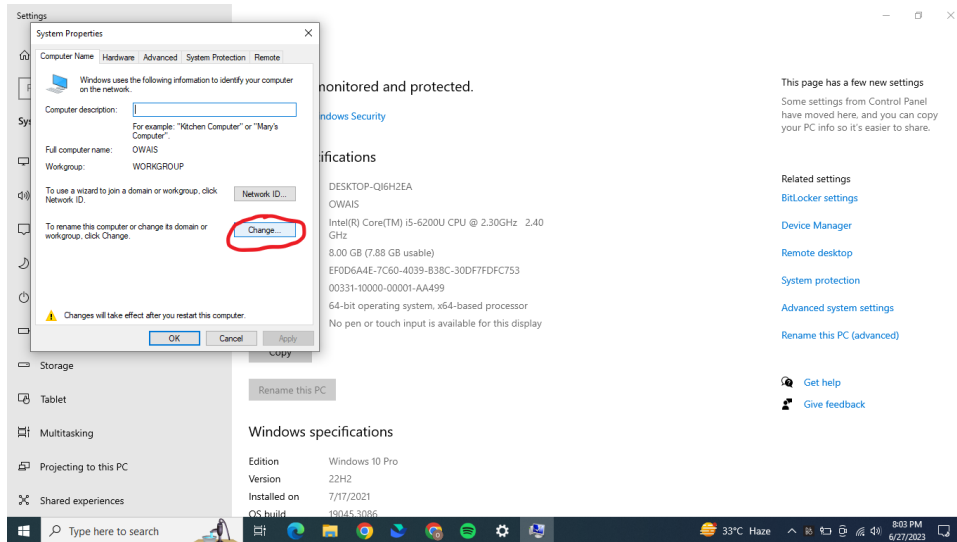 Settings
System Properties
Computer Name Hardware Advanced System Protection Remote
Windows uses the following information to identify your computer
on the network.
Computer description:
For example: "Kitchen Computer" or "Mary's
Computer".
Full computer name: OWAIS
Workgroup: WORKGROUP
To use a wizard to join a domain or workgroup, click
Network ID.
Network ID...
To rename this computer or change its domain or
workgroup, click Change.
Change...
Changes will take effect after you restart this computer.
OK Cancel Apply
Sys
Storage
Tablet
Multitasking
Projecting to this PC
Shared experiences
monitored and protected.
ndows Security
ifications
DESKTOP-QI6H2EA
OWAIS
Intel(R) Core(TM) i5-6200U CPU @ 2.30GHz 2.40
GHz
8.00 GB (7.88 GB usable)
EF0D6A4E-7C60-4039-B38C-30DF7FDFC753
00331-10000-00001-AA499
64-bit operating system, x64-based processor
No pen or touch input is available for this display
Copy
Rename this PC
Windows specifications
Edition Windows 10 Pro
Version 22H2
Installed on 7/17/2021
OS build 19045.3086
This page has a few new settings
Some settings from Control Panel
have moved here, and you can copy
your PC info so it's easier to share.
Related settings
BitLocker settings
Device Manager
Remote desktop
System protection
Advanced system settings
Rename this PC (advanced)
Get help
Give feedback
Type here to search
33°C Haze
8:03 PM
6/27/2023